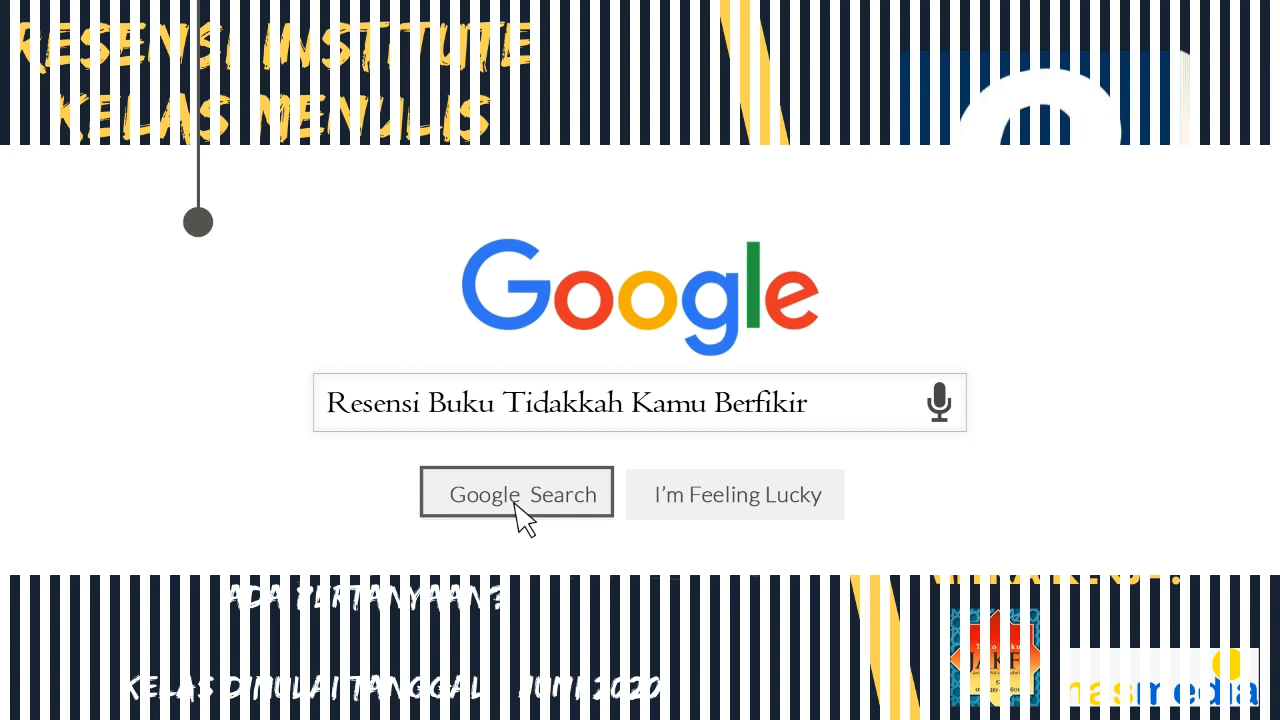 RESENSI INSTITUTE
KELAS MENULIS
Google
Resensi Buku Tidakkah Kamu Berfikir
Google Search
I'm Feeling Lucky
ADA PERTANYAAN?
KELAS DIMULAI TANGGAL 1 JUNI 2020